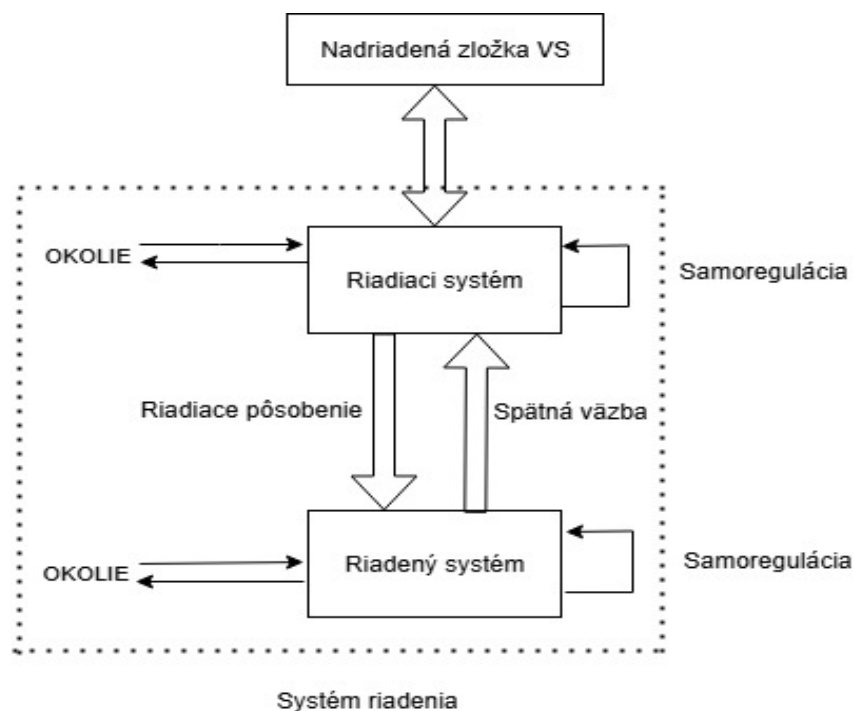 Nadriadená zložka VS
OKOLIE
Riadiaci systém
Samoregulácia
Riadiace pôsobenie
Spätná väzba
OKOLIE
Riadený systém
Samoregulácia
Systém riadenia